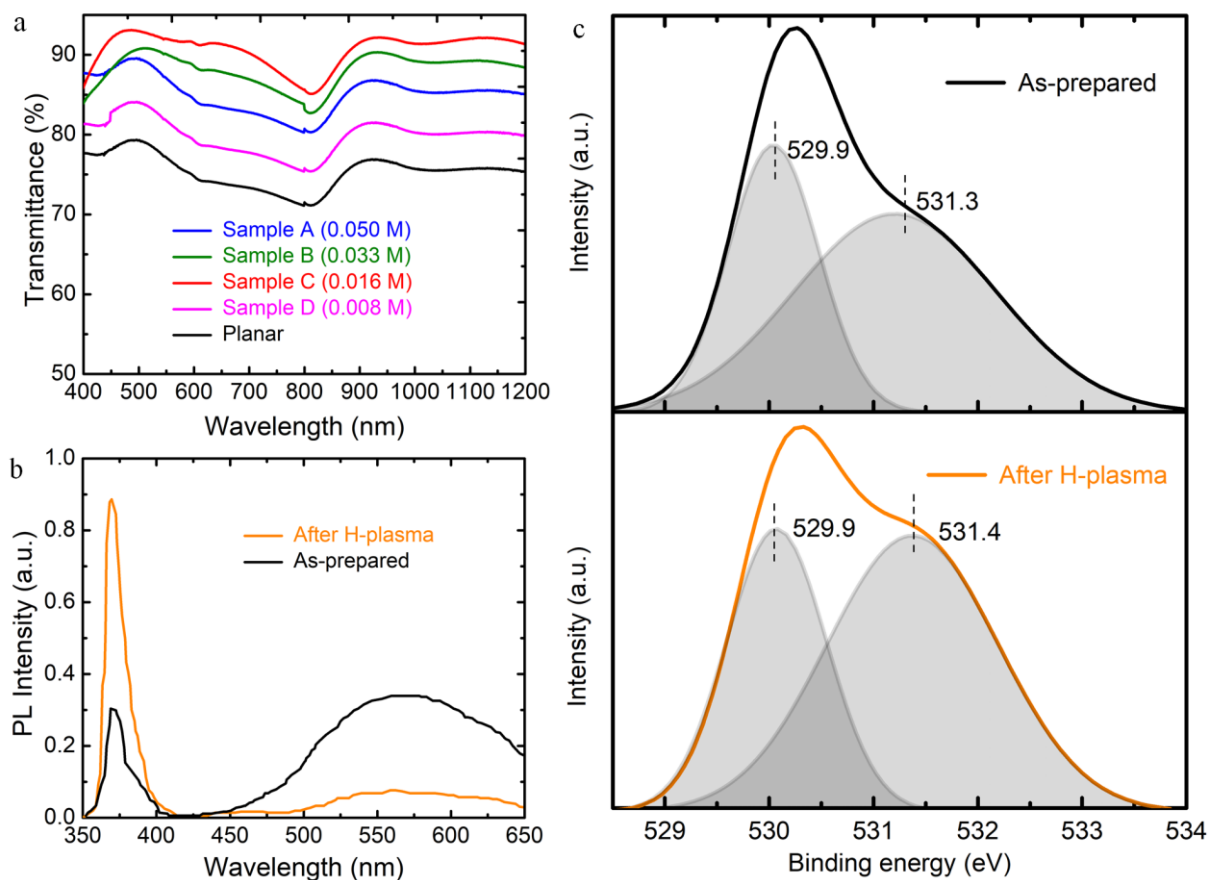 a
Transmittance (%)
90
80
70
60
50
Sample A (0.050 M)
Sample B (0.033 M)
Sample C (0.016 M)
Sample D (0.008 M)
Planar
400 500 600 700 800 900 1000 1100 1200
Wavelength (nm)
b
PL Intensity (a.u.)
1.0
0.8
0.6
0.4
0.2
0.0
After H-plasma
As-prepared
350 400 450 500 550 600 650
Wavelength (nm)
c
Intensity (a.u.)
As-prepared
529.9
531.3
Intensity (a.u.)
After H-plasma
529.9
531.4
529 530 531 532 533 534
Binding energy (eV)